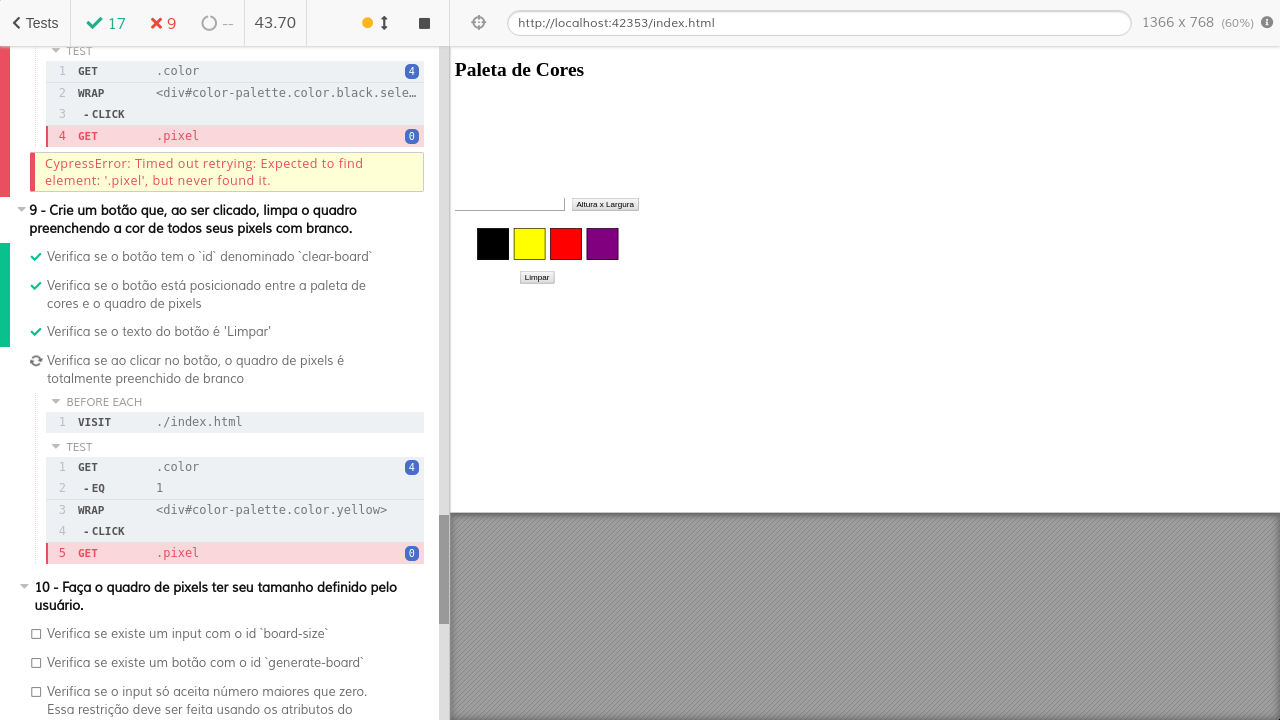 Tests
17
9
--
43.70
http://localhost:42353/index.html
1366 x 768 (60%)
TEST
1 GET .color 4
2 WRAP <div#color-palette.color.black.sele…
3 - CLICK
4 GET .pixel 0
CypressError: Timed out retrying: Expected to find
element: '.pixel', but never found it.
9 - Crie um botão que, ao ser clicado, limpa o quadro
preenchendo a cor de todos seus pixels com branco.
Verifica se o botão tem o `id` denominado `clear-board`
Verifica se o botão está posicionado entre a paleta de
cores e o quadro de pixels
Verifica se o texto do botão é 'Limpar'
Verifica se ao clicar no botão, o quadro de pixels é
totalmente preenchido de branco
BEFORE EACH
1 VISIT ./index.html
TEST
1 GET .color 4
2 - EQ 1
3 WRAP <div#color-palette.color.yellow>
4 - CLICK
5 GET .pixel 0
10 - Faça o quadro de pixels ter seu tamanho definido pelo
usuário.
Verifica se existe um input com o id `board-size`
Verifica se existe um botão com o id `generate-board`
Verifica se o input só aceita número maiores que zero.
Essa restrição deve ser feita usando os atributos do
Paleta de Cores
Altura x Largura
Limpar